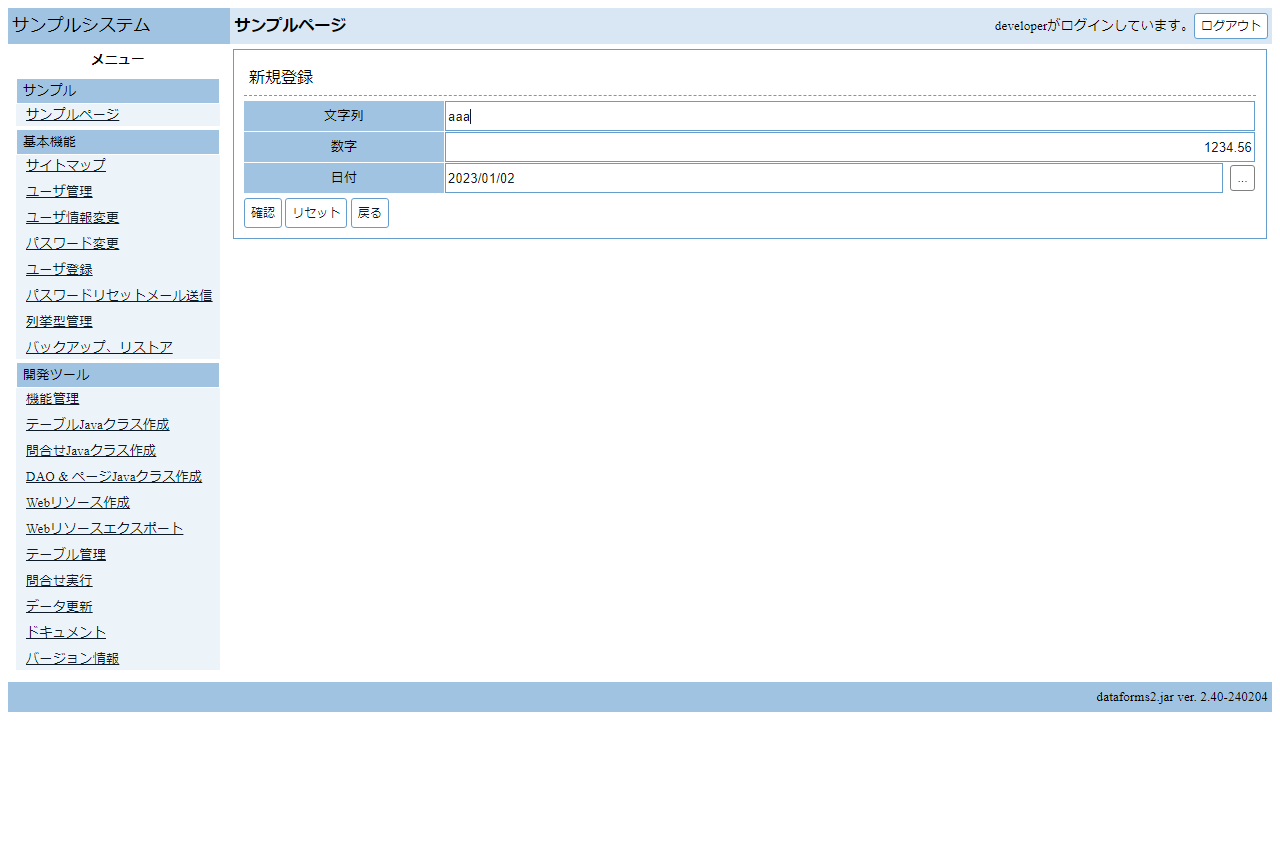 サンプルシステム
サンプルページ
developerがログインしています。 ログアウト
メニュー
サンプル
サンプルページ
基本機能
サイトマップ
ユーザ管理
ユーザ情報変更
パスワード変更
ユーザ登録
パスワードリセットメール送信
列挙型管理
バックアップ、リストア
開発ツール
機能管理
テーブルJavaクラス作成
問合せJavaクラス作成
DAO & ページJavaクラス作成
Webリソース作成
Webリソースエクスポート
テーブル管理
問合せ実行
データ更新
ドキュメント
バージョン情報
新規登録
文字列 aaa
数字 1234.56
日付 2023/01/02 ...
確認 リセット 戻る
dataforms2.jar ver. 2.40-240204